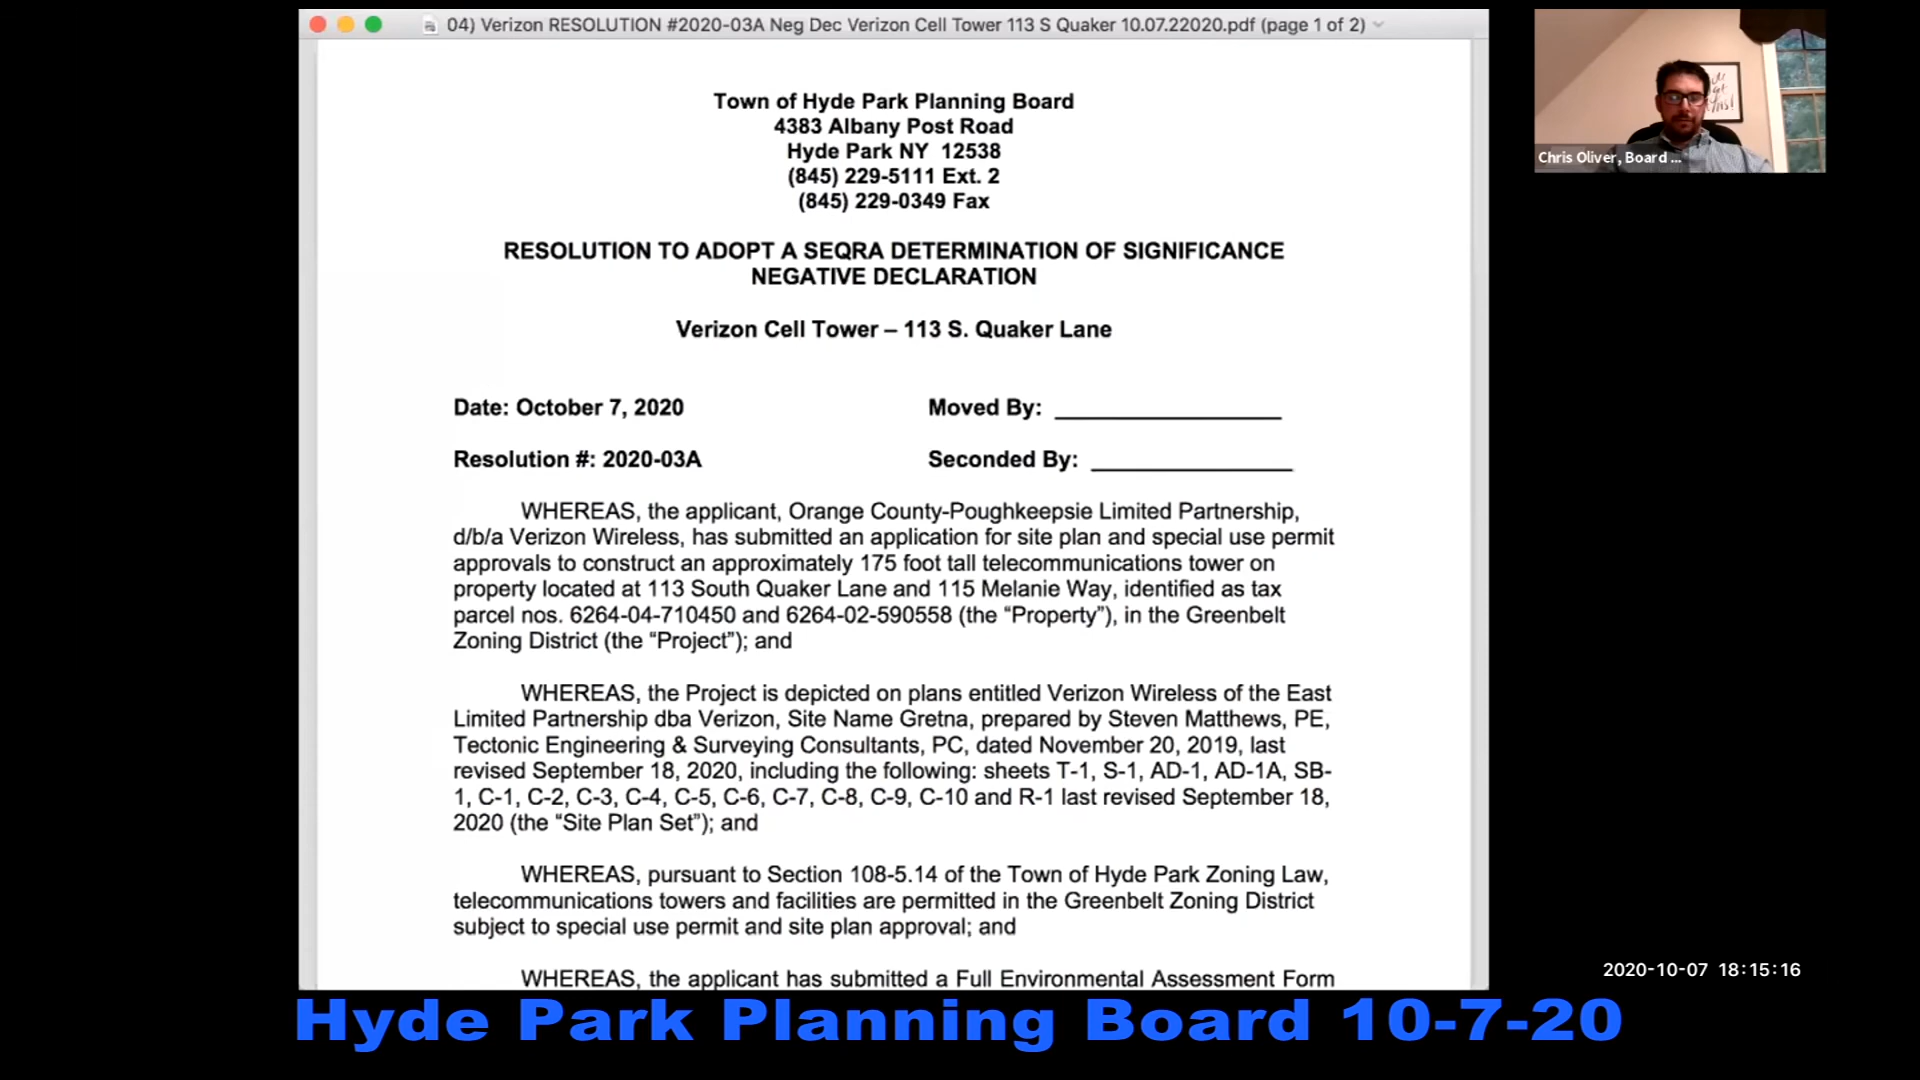 04) Verizon RESOLUTION #2020-03A Neg Dec Verizon Cell Tower 113 S Quaker 10.07.22020.pdf (page 1 of 2)
Town of Hyde Park Planning Board
4383 Albany Post Road
Hyde Park NY 12538
(845) 229-5111 Ext. 2
(845) 229-0349 Fax
RESOLUTION TO ADOPT A SEQRA DETERMINATION OF SIGNIFICANCE
NEGATIVE DECLARATION
Verizon Cell Tower – 113 S. Quaker Lane
Date: October 7, 2020 Moved By: ___________________
Resolution #: 2020-03A Seconded By: _________________
WHEREAS, the applicant, Orange County-Poughkeepsie Limited Partnership,
d/b/a Verizon Wireless, has submitted an application for site plan and special use permit
approvals to construct an approximately 175 foot tall telecommunications tower on
property located at 113 South Quaker Lane and 115 Melanie Way, identified as tax
parcel nos. 6264-04-710450 and 6264-02-590558 (the “Property”), in the Greenbelt
Zoning District (the “Project”); and
WHEREAS, the Project is depicted on plans entitled Verizon Wireless of the East
Limited Partnership dba Verizon, Site Name Gretna, prepared by Steven Matthews, PE,
Tectonic Engineering & Surveying Consultants, PC, dated November 20, 2019, last
revised September 18, 2020, including the following: sheets T-1, S-1, AD-1, AD-1A, SB-
1, C-1, C-2, C-3, C-4, C-5, C-6, C-7, C-8, C-9, C-10 and R-1 last revised September 18,
2020 (the “Site Plan Set”); and
WHEREAS, pursuant to Section 108-5.14 of the Town of Hyde Park Zoning Law,
telecommunications towers and facilities are permitted in the Greenbelt Zoning District
subject to special use permit and site plan approval; and
WHEREAS, the applicant has submitted a Full Environmental Assessment Form
Chris Oliver, Board ...
2020-10-07 18:15:16
Hyde Park Planning Board 10-7-20